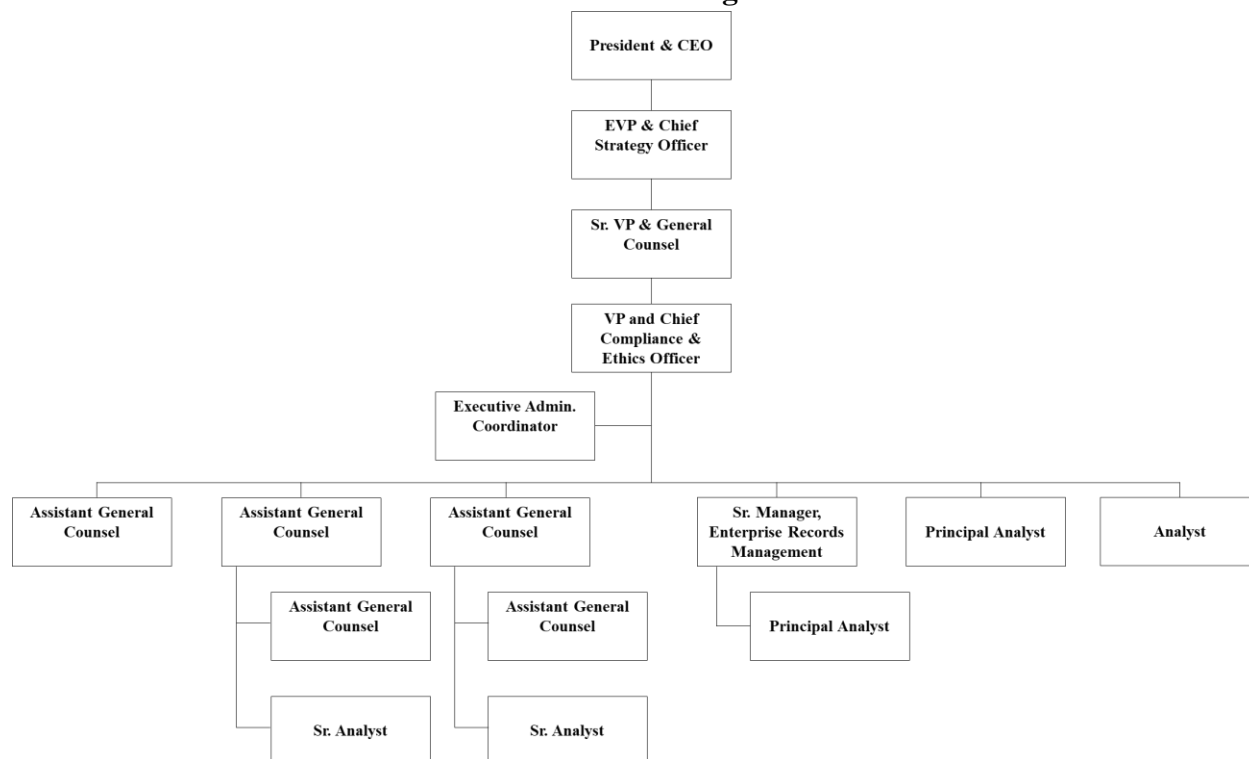 President & CEO
EVP & Chief
Strategy Officer
Sr. VP & General
Counsel
VP and Chief
Compliance &
Ethics Officer
Executive Admin.
Coordinator
Assistant General
Counsel
Assistant General
Counsel
Assistant General
Counsel
Sr. Manager,
Enterprise Records
Management
Principal Analyst
Analyst
Assistant General
Counsel
Assistant General
Counsel
Principal Analyst
Sr. Analyst
Sr. Analyst